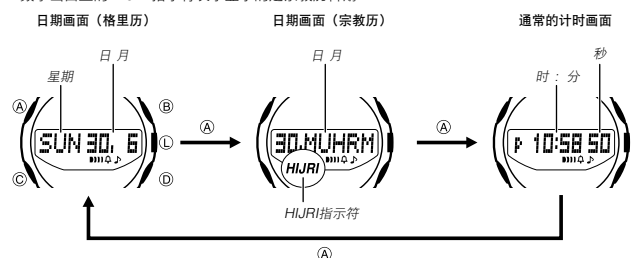 日期画面（格里历）
日期画面（宗教历）
通常的计时画面
日 月
星期
日 月
秒
时 : 分
Ⓐ
Ⓑ
Ⓛ
Ⓒ
Ⓓ
SUN 30. 6
Ⓐ
30.MUHRM
HIJRI
HIJRI指示符
Ⓐ
P 10:58 50
Ⓐ